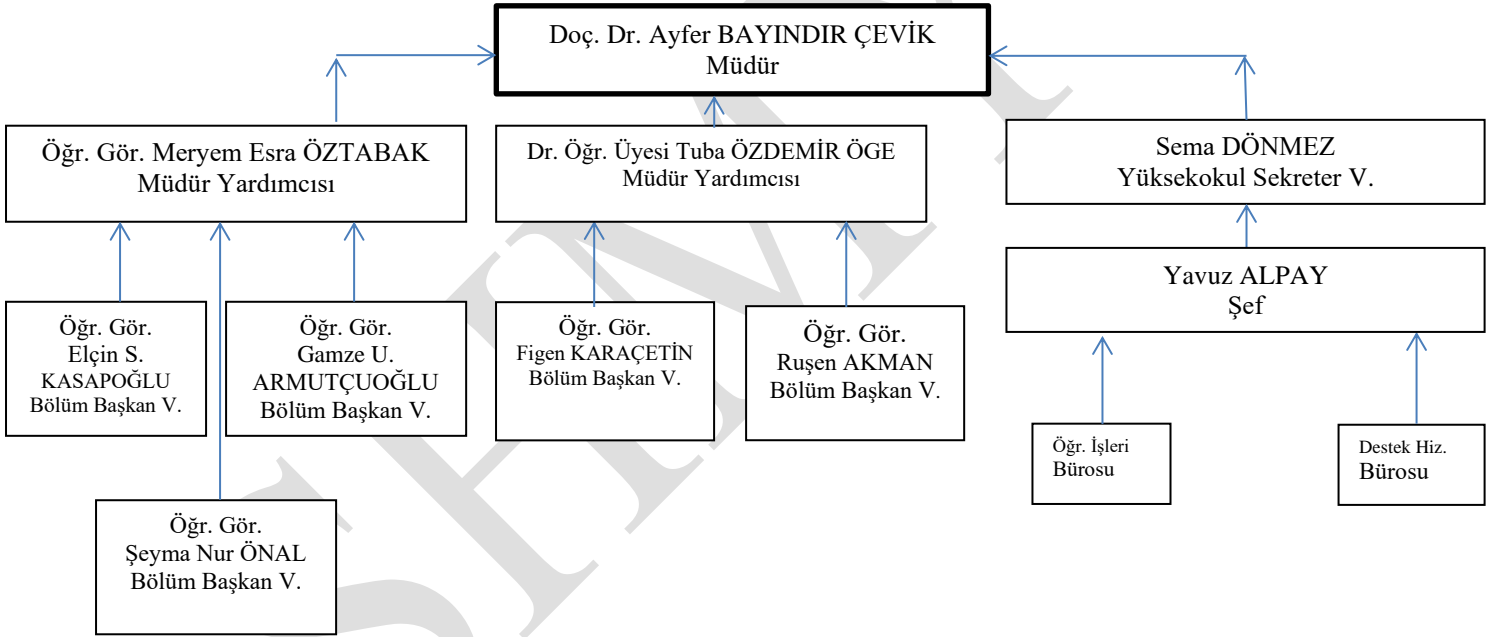 Doç. Dr. Ayfer BAYINDIR ÇEVİK
Müdür
Öğr. Gör. Meryem Esra ÖZTABAK
Müdür Yardımcısı
Dr. Öğr. Üyesi Tuba ÖZDEMİR ÖGE
Müdür Yardımcısı
Sema DÖNMEZ
Yüksekokul Sekreter V.
Yavuz ALPAY
Şef
Öğr. Gör.
Elçin S.
KASAPOĞLU
Bölüm Başkan V.
Öğr. Gör.
Gamze U.
ARMUTÇUOĞLU
Bölüm Başkan V.
Öğr. Gör.
Figen KARAÇETİN
Bölüm Başkan V.
Öğr. Gör.
Ruşen AKMAN
Bölüm Başkan V.
Öğr. İşleri
Bürosu
Destek Hiz.
Bürosu
Öğr. Gör.
Şeyma Nur ÖNAL
Bölüm Başkan V.